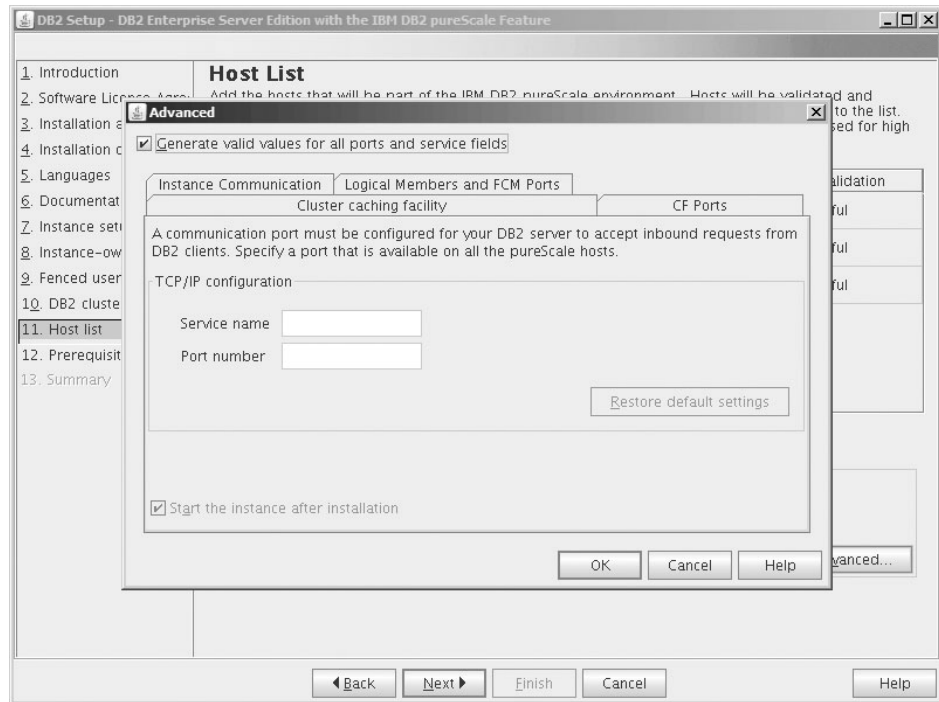 DB2 Setup - DB2 Enterprise Server Edition with the IBM DB2 pureScale Feature
1. Introduction
2. Software Licence Agre
3. Installation a
4. Installation c
5. Languages
6. Documentat
7. Instance setu
8. Instance-ow
9. Fenced user
10. DB2 cluste
11. Host list
12. Prerequisit
13. Summary
Host List
Add the hosts that will be part of the IBM DB2 pureScale environment. Hosts will be validated and
to the list.
sed for high
alidation
ful
ful
ful
Advanced
Generate valid values for all ports and service fields
Instance Communication
Logical Members and FCM Ports
Cluster caching facility
CF Ports
A communication port must be configured for your DB2 server to accept inbound requests from
DB2 clients. Specify a port that is available on all the pureScale hosts.
TCP/IP configuration
Service name
Port number
Restore default settings
Start the instance after installation
OK
Cancel
Help
vanced...
Back
Next
Finish
Cancel
Help